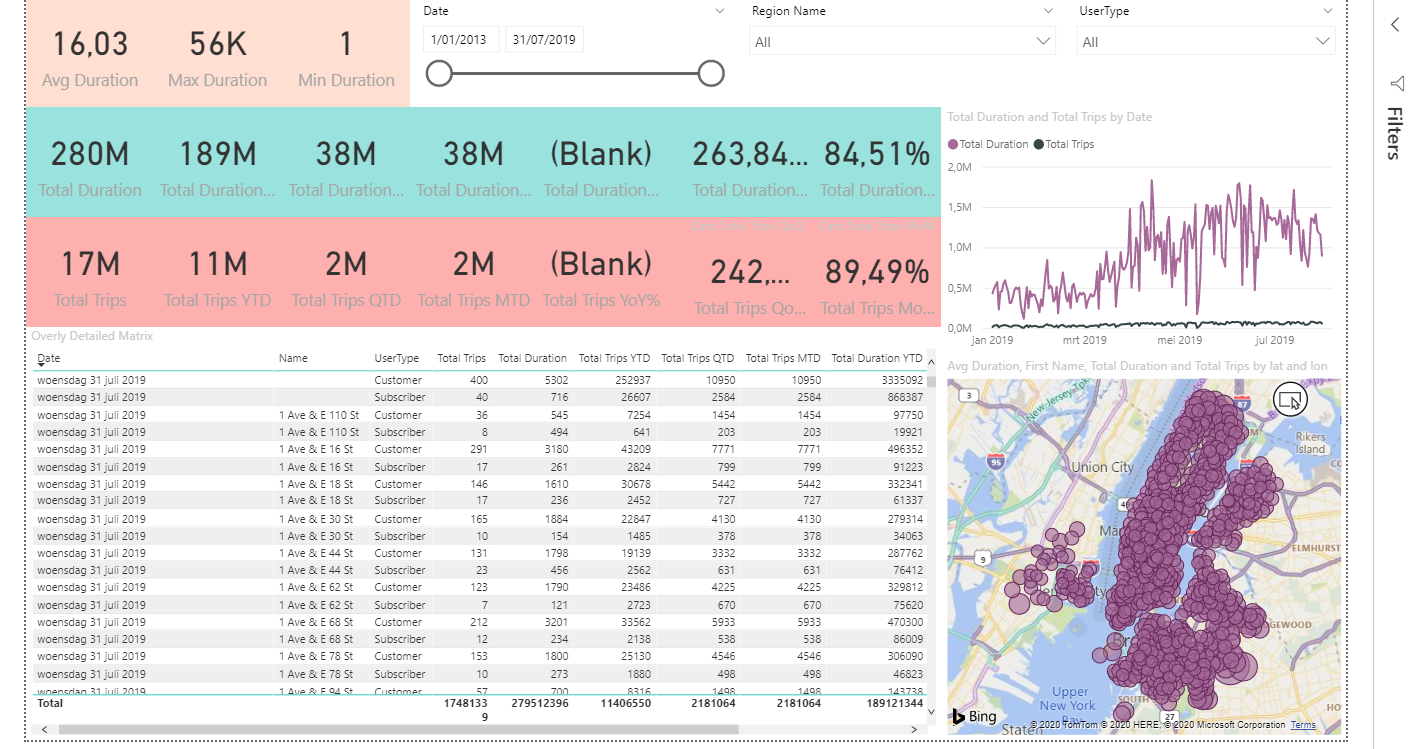 Date
Region Name
UserType
16,03
56K
1
1/01/2013
31/07/2019
All
All
Avg Duration
Max Duration
Min Duration
Filters
280M
189M
38M
38M
(Blank)
263,84...
84,51%
Total Duration
Total Duration...
Total Duration...
Total Duration...
Total Duration...
Total Duration...
Total Duration...
17M
11M
2M
2M
(Blank)
242,...
89,49%
Total Trips
Total Trips YTD
Total Trips QTD
Total Trips MTD
Total Trips YoY%
Total Trips Qo...
Total Trips Mo...
Total Duration and Total Trips by Date
Total Duration Total Trips
2,0M
1,5M
1,0M
0,5M
0,0M
jan 2019 mrt 2019 mei 2019 jul 2019
Overly Detailed Matrix
Date Name UserType Total Trips Total Duration Total Trips YTD Total Trips QTD Total Trips MTD Total Duration YTD
woensdag 31 juli 2019 Customer 400 5302 252937 10950 10950 3335092
woensdag 31 juli 2019 Subscriber 40 716 26607 2584 2584 868387
woensdag 31 juli 2019 1 Ave & E 110 St Customer 36 545 7254 1454 1454 97750
woensdag 31 juli 2019 1 Ave & E 110 St Subscriber 8 494 641 203 203 19921
woensdag 31 juli 2019 1 Ave & E 16 St Customer 291 3180 43209 7771 7771 496352
woensdag 31 juli 2019 1 Ave & E 16 St Subscriber 17 261 2824 799 799 91223
woensdag 31 juli 2019 1 Ave & E 18 St Customer 146 1610 30678 5442 5442 332341
woensdag 31 juli 2019 1 Ave & E 18 St Subscriber 17 236 2452 727 727 61337
woensdag 31 juli 2019 1 Ave & E 30 St Customer 165 1884 22847 4130 4130 279314
woensdag 31 juli 2019 1 Ave & E 30 St Subscriber 10 154 1485 378 378 34063
woensdag 31 juli 2019 1 Ave & E 44 St Customer 131 1798 19139 3332 3332 287762
woensdag 31 juli 2019 1 Ave & E 44 St Subscriber 23 456 2562 631 631 76412
woensdag 31 juli 2019 1 Ave & E 62 St Customer 123 1790 23486 4225 4225 329812
woensdag 31 juli 2019 1 Ave & E 62 St Subscriber 7 121 2723 670 670 75620
woensdag 31 juli 2019 1 Ave & E 68 St Customer 212 3201 33562 5933 5933 470300
woensdag 31 juli 2019 1 Ave & E 68 St Subscriber 12 234 2138 538 538 86009
woensdag 31 juli 2019 1 Ave & E 78 St Customer 153 1800 25130 4546 4546 306090
woensdag 31 juli 2019 1 Ave & E 78 St Subscriber 10 273 1880 498 498 46823
woensdag 31 juli 2019 1 Ave & E 94 St Customer 57 700 8316 1498 1498 143738
Total 1748133 279512396 11406550 2181064 2181064 189121344
9
Avg Duration, First Name, Total Duration and Total Trips by lat and lon
3
87
New Jersey
Rikers
Island
95
Union City
9
ELMHURST
Upper
New York
Bay
SOUTH
27
Bing
© 2020 TomTom © 2020 HERE, © 2020 Microsoft Corporation Terms
Staten